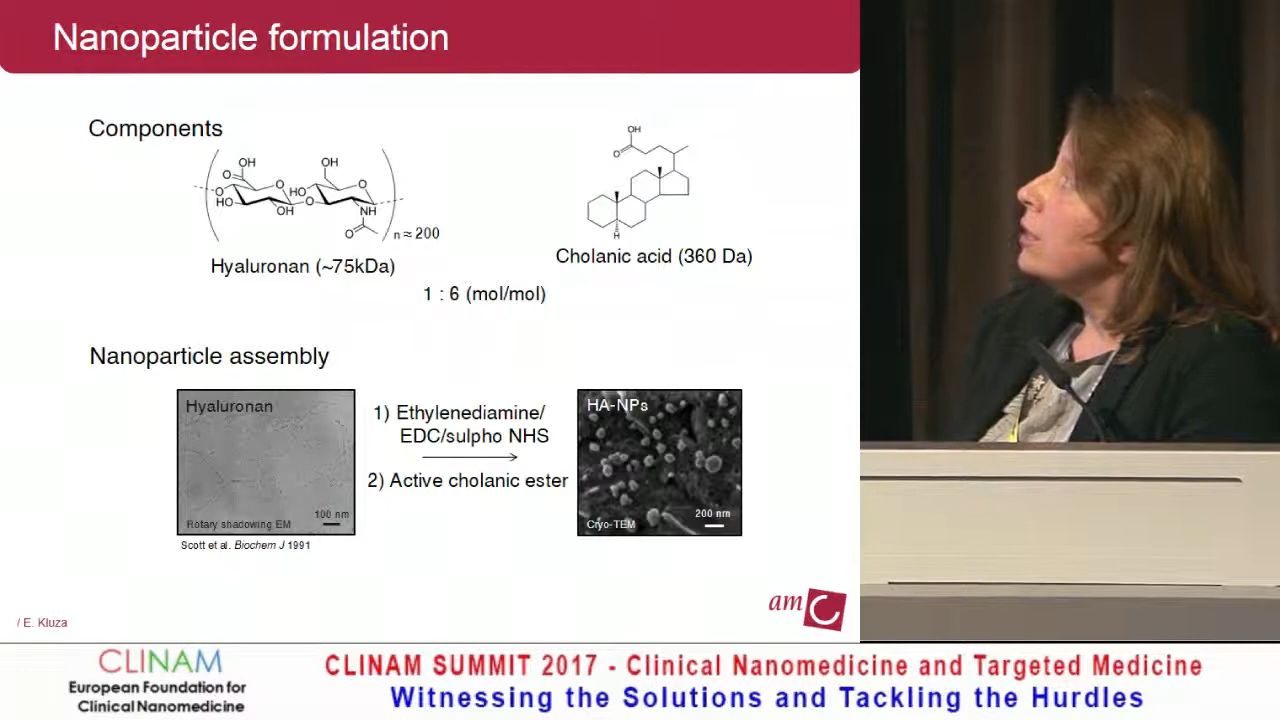 Nanoparticle formulation
Components
OH
O
O
HO
O
OH
HO
O
OH
O
NH
O
n ≈ 200
OH
O
H
Hyaluronan (~75kDa)
Cholanic acid (360 Da)
1 : 6 (mol/mol)
Nanoparticle assembly
Hyaluronan
100 nm
Rotary shadowing EM
Scott et al. Biochem J 1991
1) Ethylenediamine/
EDC/sulpho NHS
2) Active cholanic ester
HA-NPs
200 nm
Cryo-TEM
/ E. Kluza
amC
CLINAM
European Foundation for
Clinical Nanomedicine
CLINAM SUMMIT 2017 - Clinical Nanomedicine and Targeted Medicine
Witnessing the Solutions and Tackling the Hurdles